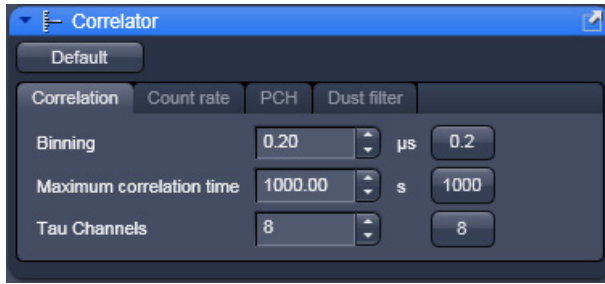 Correlator
Default
Correlation Count rate PCH Dust filter
Binning 0.20 µs 0.2
Maximum correlation time 1000.00 s 1000
Tau Channels 8 8